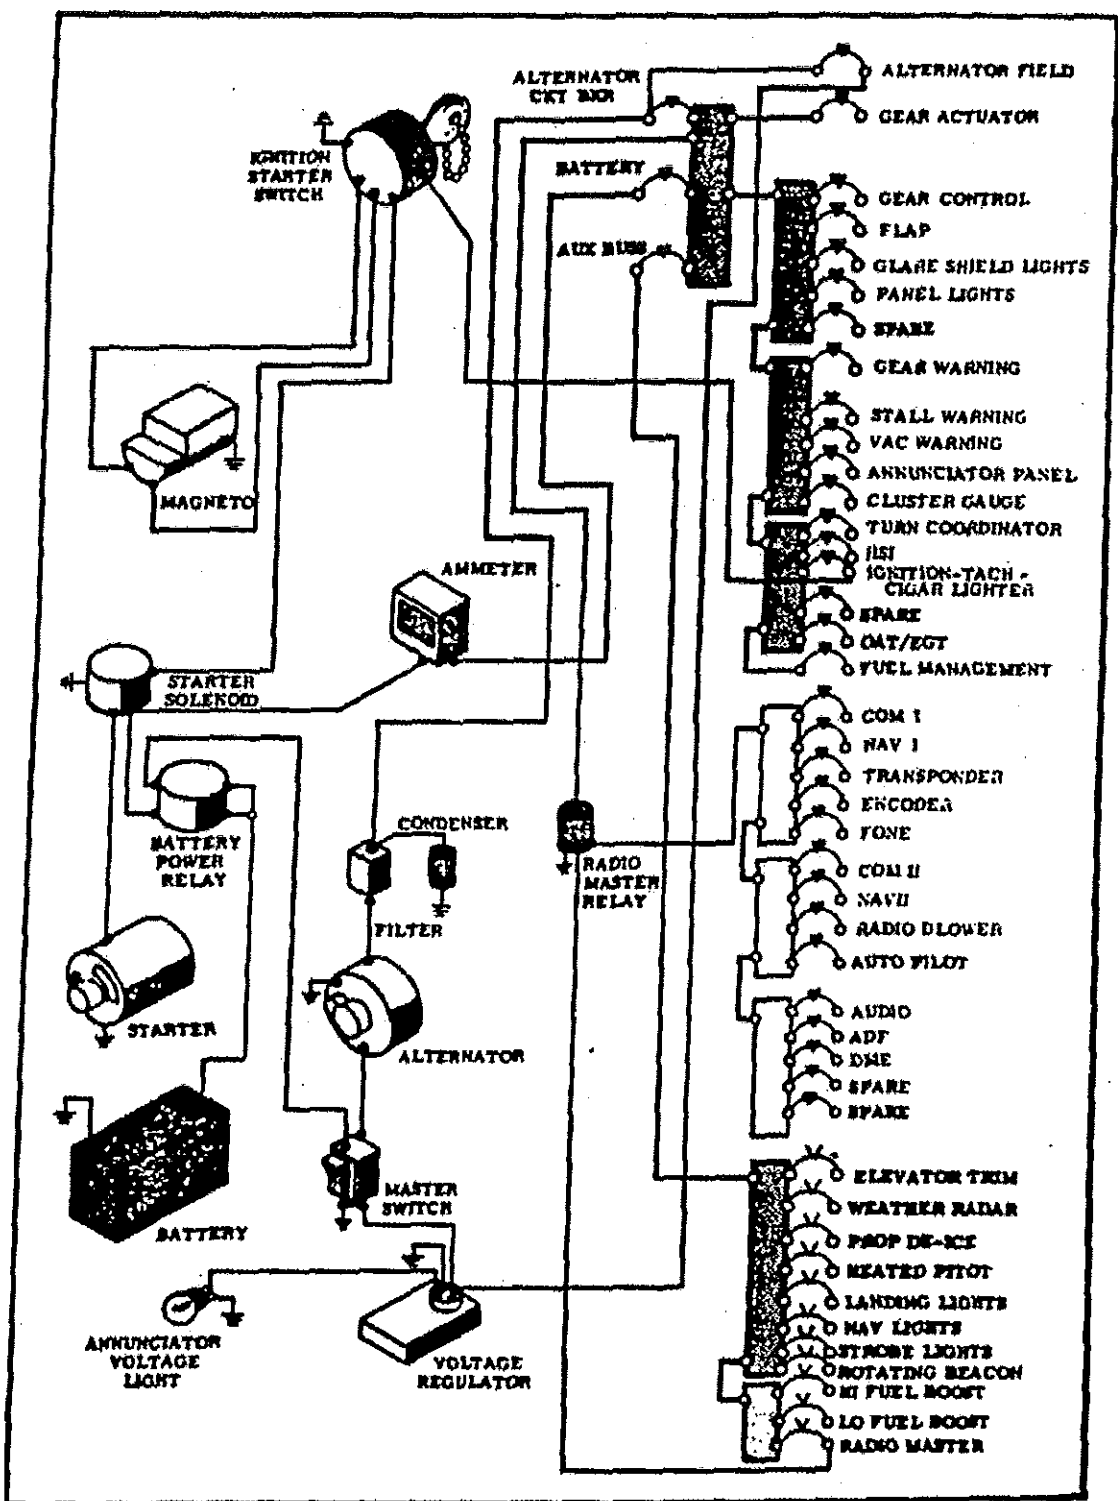 ALTERNATOR
CKT BKR
ALTERNATOR FIELD
GEAR ACTUATOR
IGNITION
STARTER
SWITCH
BATTERY
AUX BUSS
GEAR CONTROL
FLAP
GLARE SHIELD LIGHTS
PANEL LIGHTS
SPARE
GEAR WARNING
STALL WARNING
VAC WARNING
ANNUNCIATOR PANEL
CLUSTER GAUGE
TURN COORDINATOR
HSI
IGNITION-TACH-
CIGAR LIGHTER
SPARE
OAT/EGT
FUEL MANAGEMENT
MAGNETO
AMMETER
STARTER
SOLENOID
COM I
NAV I
TRANSPONDER
ENCODER
FONE
BATTERY
POWER
RELAY
CONDENSER
RADIO
MASTER
RELAY
COM II
NAV II
RADIO BLOWER
AUTO PILOT
FILTER
STARTER
ALTERNATOR
AUDIO
ADF
DME
SPARE
SPARE
BATTERY
MASTER
SWITCH
ELEVATOR TRIM
WEATHER RADAR
PROP DE-ICE
HEATED PITOT
LANDING LIGHTS
NAV LIGHTS
STROBE LIGHTS
ROTATING BEACON
HI FUEL BOOST
LO FUEL BOOST
RADIO MASTER
ANNUNCIATOR
VOLTAGE
LIGHT
VOLTAGE
REGULATOR